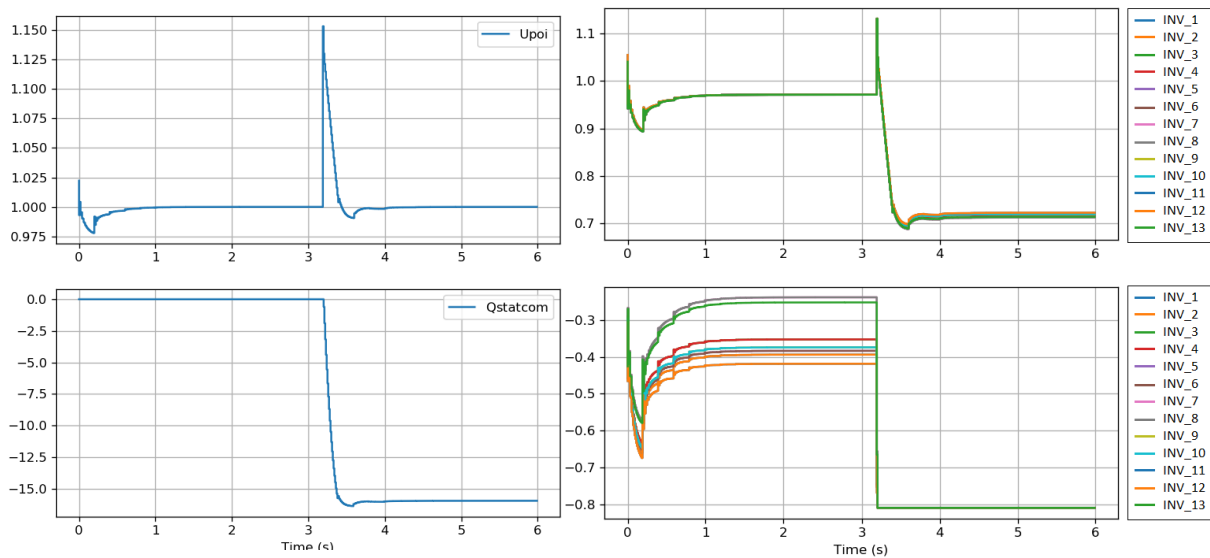 1.150
1.125
1.100
1.075
1.050
1.025
1.000
0.975
0 1 2 3 4 5 6
Upoi
1.1
1.0
0.9
0.8
0.7
0 1 2 3 4 5 6
INV_1
INV_2
INV_3
INV_4
INV_5
INV_6
INV_7
INV_8
INV_9
INV_10
INV_11
INV_12
INV_13
0.0
−2.5
−5.0
−7.5
−10.0
−12.5
−15.0
0 1 2 3 4 5 6
Time (s)
Qstatcom
−0.3
−0.4
−0.5
−0.6
−0.7
−0.8
0 1 2 3 4 5 6
Time (s)
INV_1
INV_2
INV_3
INV_4
INV_5
INV_6
INV_7
INV_8
INV_9
INV_10
INV_11
INV_12
INV_13